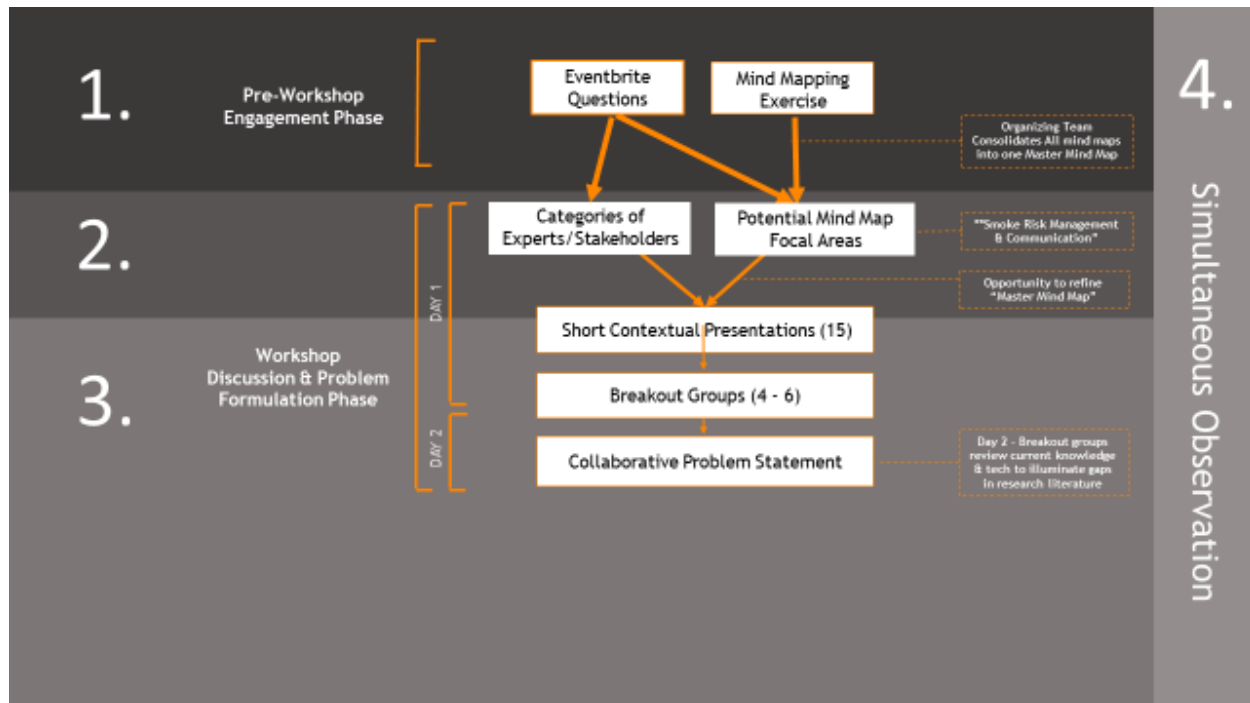 1.
Pre-Workshop
Engagement Phase
Eventbrite
Questions
Mind Mapping
Exercise
Organizing Team
Consolidates All mind maps
into one Master Mind Map
2.
Categories of
Experts/Stakeholders
Potential Mind Map
Focal Areas
"“Smoke Risk Management
& Communication"
Opportunity to refine
"Master Mind Map"
DAY 1
Short Contextual Presentations (15)
3.
Workshop
Discussion & Problem
Formulation Phase
Breakout Groups (4 - 6)
DAY 2
Collaborative Problem Statement
Day 2 - Breakout groups
review current knowledge
& tech to illuminate gaps
in research literature
4.
Simultaneous Observation